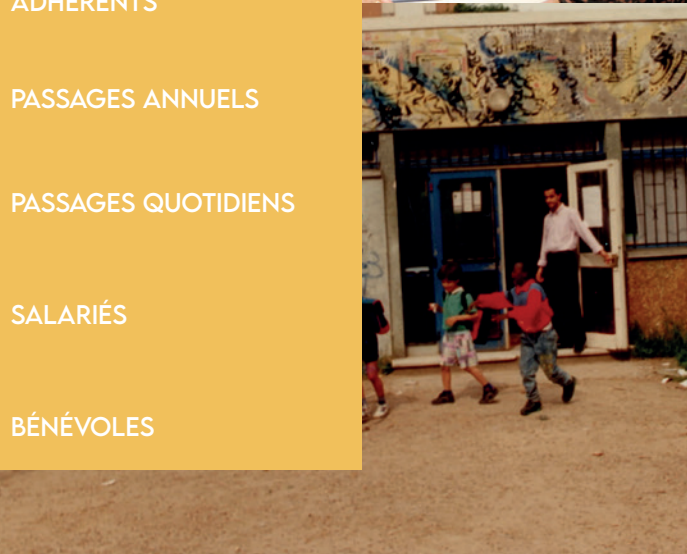 ADHÉRENTS
PASSAGES ANNUELS
PASSAGES QUOTIDIENS
SALARIÉS
BÉNÉVOLES